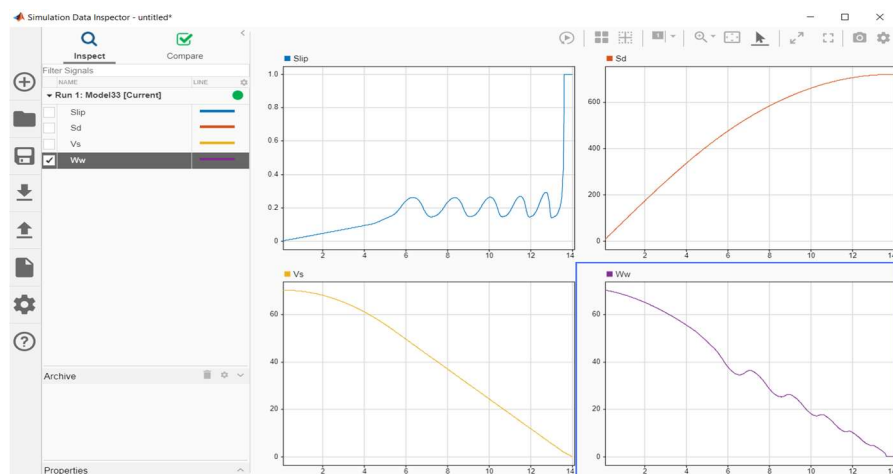 Simulation Data Inspector - untitled*
Inspect
Compare
Filter Signals
NAME
LINE
Run 1: Model33 [Current]
Slip
Sd
Vs
Ww
Archive
Properties
Slip
1.0
0.8
0.6
0.4
0.2
0
2 4 6 8 10 12 14
Sd
600
400
200
0
2 4 6 8 10 12 14
Vs
60
40
20
0
2 4 6 8 10 12 14
Ww
60
40
20
0
2 4 6 8 10 12 14